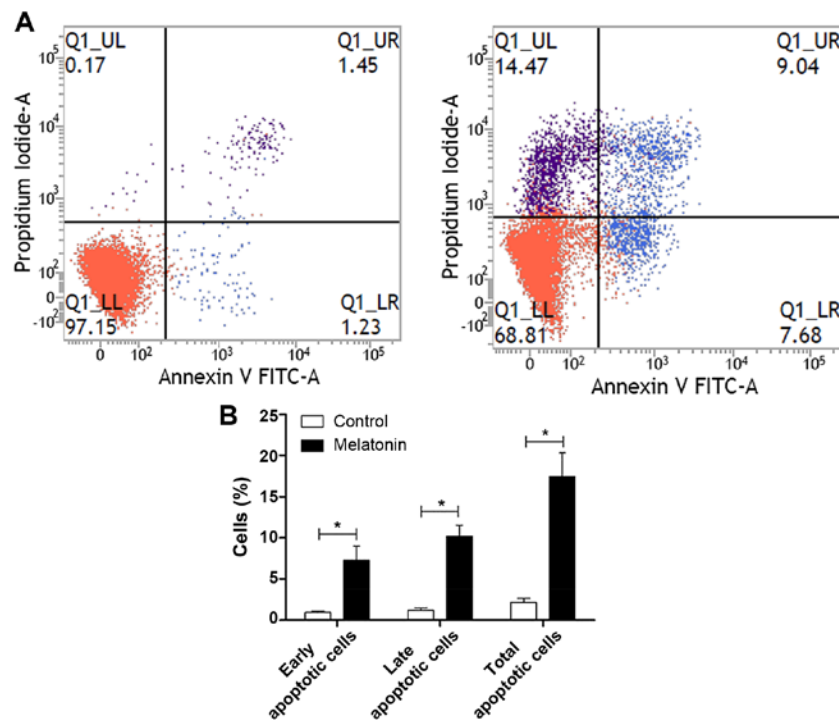 A
Q1_UL
0.17
Q1_UR
1.45
10^5
10^4
10^3
10^2
0
-10^2
Propidium Iodide-A
Q1_LL
97.15
Q1_LR
1.23
0
10^2
10^3
10^4
10^5
Annexin V FITC-A
Q1_UL
14.47
Q1_UR
9.04
10^5
10^4
10^3
10^2
0
-10^2
Propidium Iodide-A
Q1_LL
68.81
Q1_LR
7.68
0
10^2
10^3
10^4
10^5
Annexin V FITC-A
B
Control
Melatonin
25
20
15
10
5
0
Cells (%)
*
*
*
Early
apoptotic cells
Late
apoptotic cells
Total
apoptotic cells